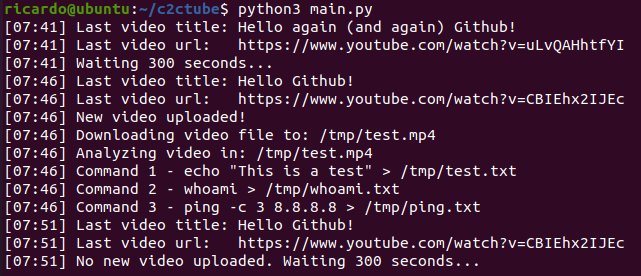 ricardo@ubuntu:~/c2ctube$ python3 main.py
[07:41] Last video title: Hello again (and again) Github!
[07:41] Last video url:   https://www.youtube.com/watch?v=uLvQAHhtfYI
[07:41] Waiting 300 seconds...
[07:46] Last video title: Hello Github!
[07:46] Last video url:   https://www.youtube.com/watch?v=CBIEhx2IJEc
[07:46] New video uploaded!
[07:46] Downloading video file to: /tmp/test.mp4
[07:46] Analyzing video in: /tmp/test.mp4
[07:46] Command 1 - echo "This is a test" > /tmp/test.txt
[07:46] Command 2 - whoami > /tmp/whoami.txt
[07:46] Command 3 - ping -c 3 8.8.8.8 > /tmp/ping.txt
[07:51] Last video title: Hello Github!
[07:51] Last video url:   https://www.youtube.com/watch?v=CBIEhx2IJEc
[07:51] No new video uploaded. Waiting 300 seconds...